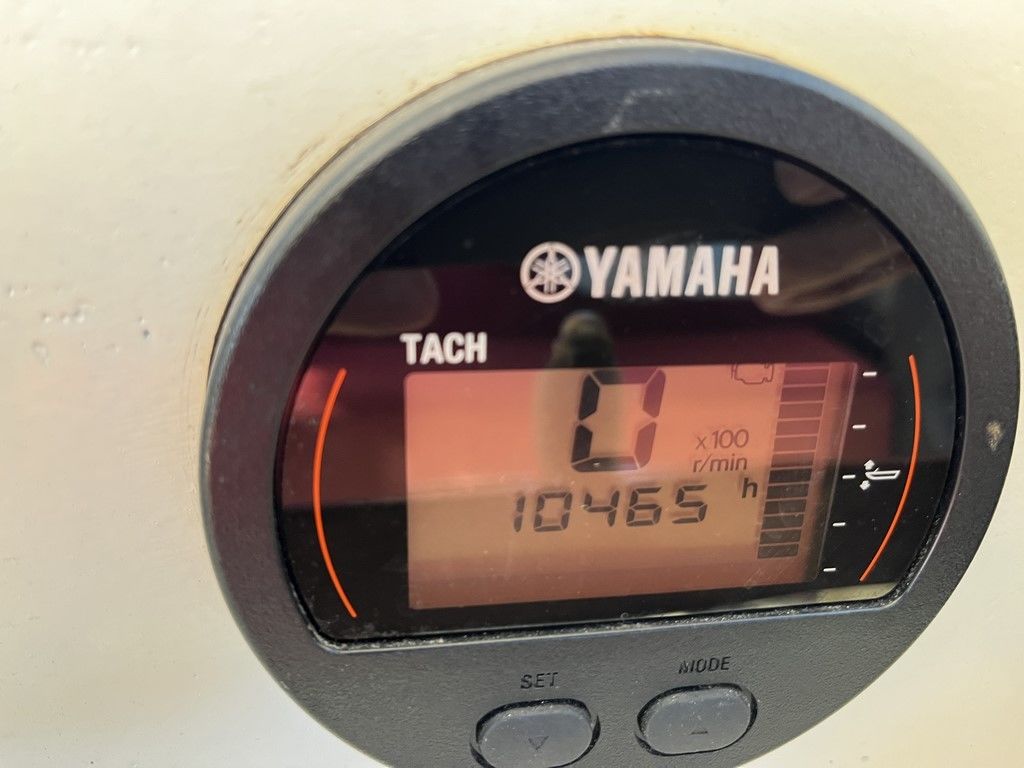 YAMAHA
TACH
0
x100
r/min
10465 h
SET
MODE